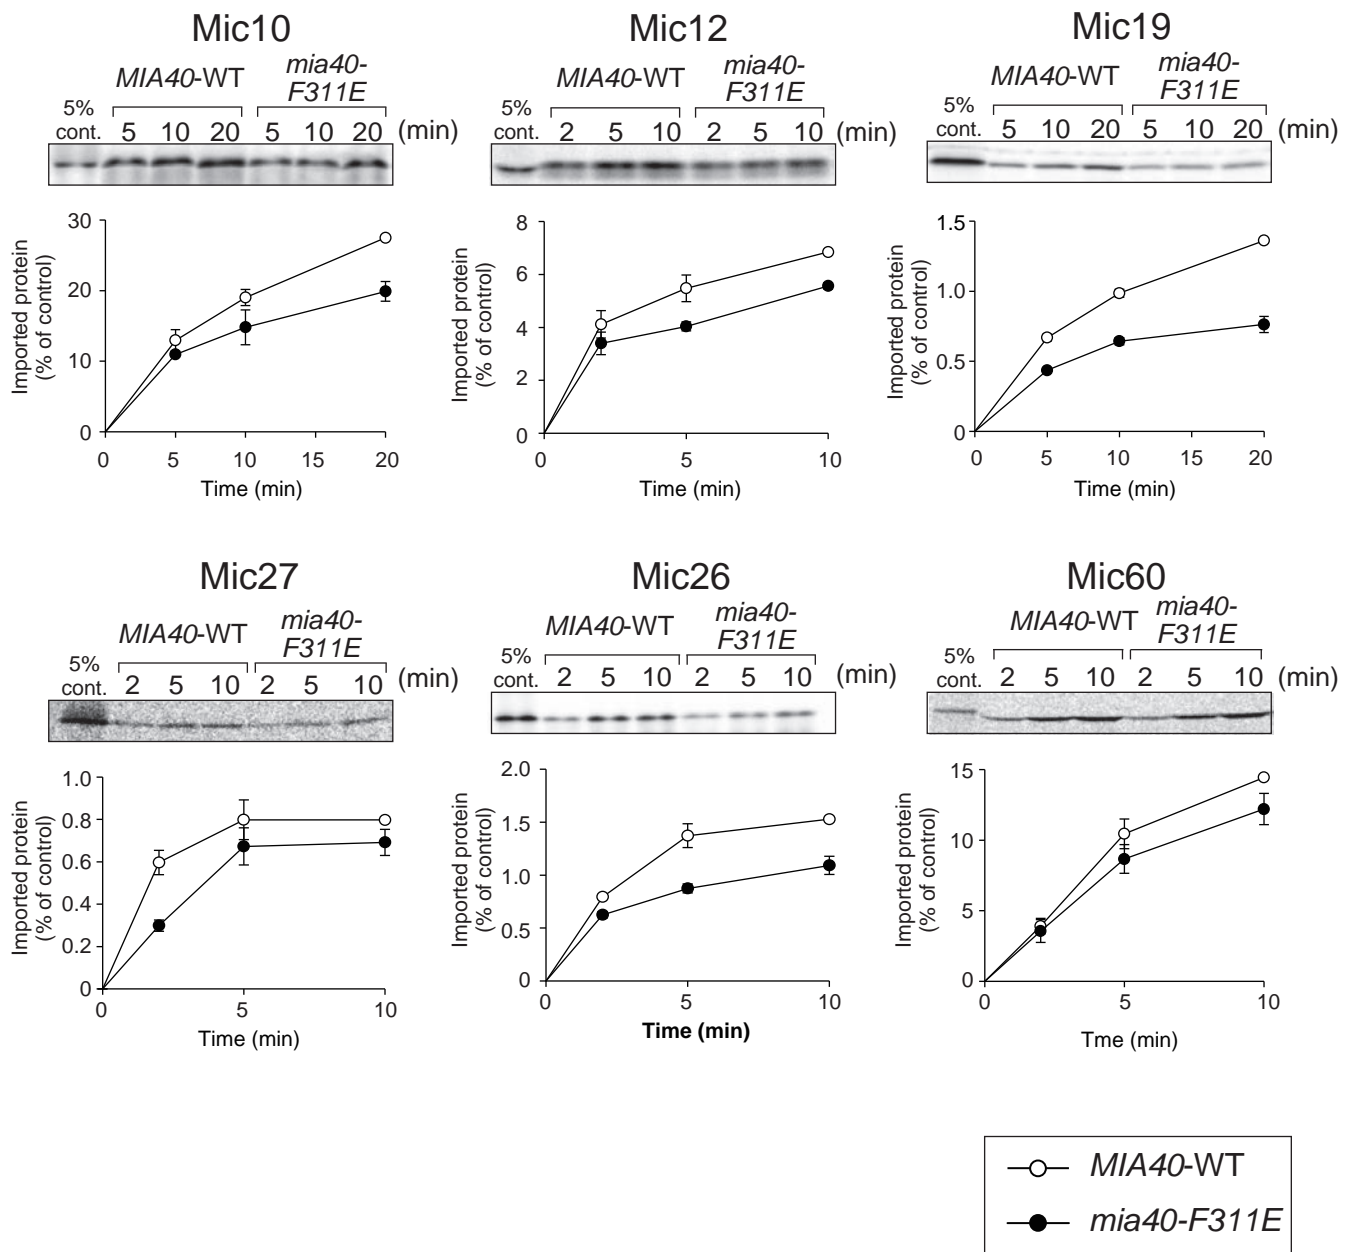 Mic10
MIA40-WT
mia40-
F311E
5%
cont.
5 10 20 5 10 20 (min)
Imported protein
(% of control)
30
20
10
0
0 5 10 15 20
Time (min)
Mic12
MIA40-WT
mia40-
F311E
5%
cont.
2 5 10 2 5 10 (min)
Imported protein
(% of control)
8
6
4
2
0
0 5 10
Time (min)
Mic19
MIA40-WT
mia40-
F311E
5%
cont.
5 10 20 5 10 20 (min)
Imported protein
(% of control)
1.5
1.0
0.5
0
0 5 10 15 20
Time (min)
Mic27
MIA40-WT
mia40-
F311E
5%
cont.
2 5 10 2 5 10 (min)
Imported protein
(% of control)
1.0
0.8
0.6
0.4
0.2
0
0 5 10
Time (min)
Mic26
MIA40-WT
mia40-
F311E
5%
cont.
2 5 10 2 5 10 (min)
Imported protein
(% of control)
2.0
1.5
1.0
0.5
0
0 5 10
Time (min)
Mic60
MIA40-WT
mia40-
F311E
5%
cont.
2 5 10 2 5 10 (min)
Imported protein
(% of control)
15
10
5
0
0 5 10
Tme (min)
MIA40-WT
mia40-F311E